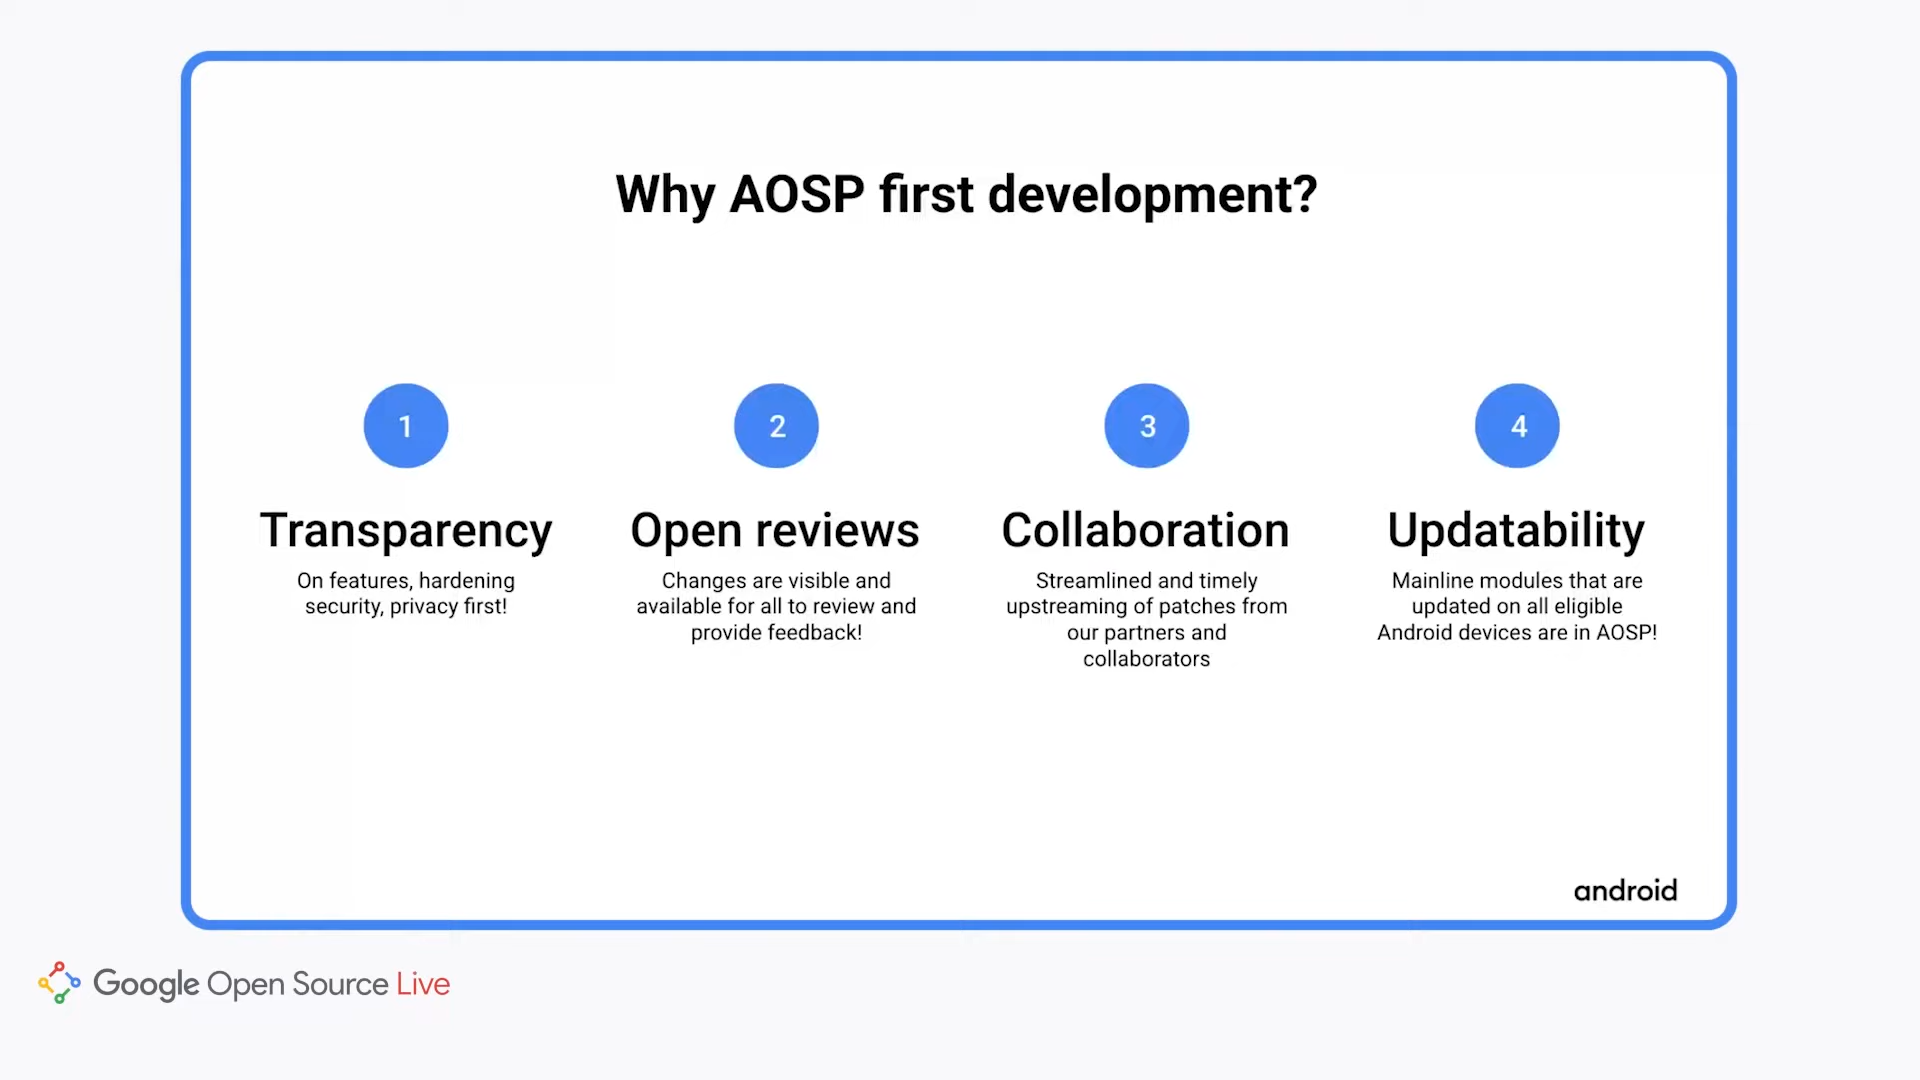 Why AOSP first development?
1
Transparency
On features, hardening
security, privacy first!
2
Open reviews
Changes are visible and
available for all to review and
provide feedback!
3
Collaboration
Streamlined and timely
upstreaming of patches from
our partners and
collaborators
4
Updatability
Mainline modules that are
updated on all eligible
Android devices are in AOSP!
android
Google Open Source Live